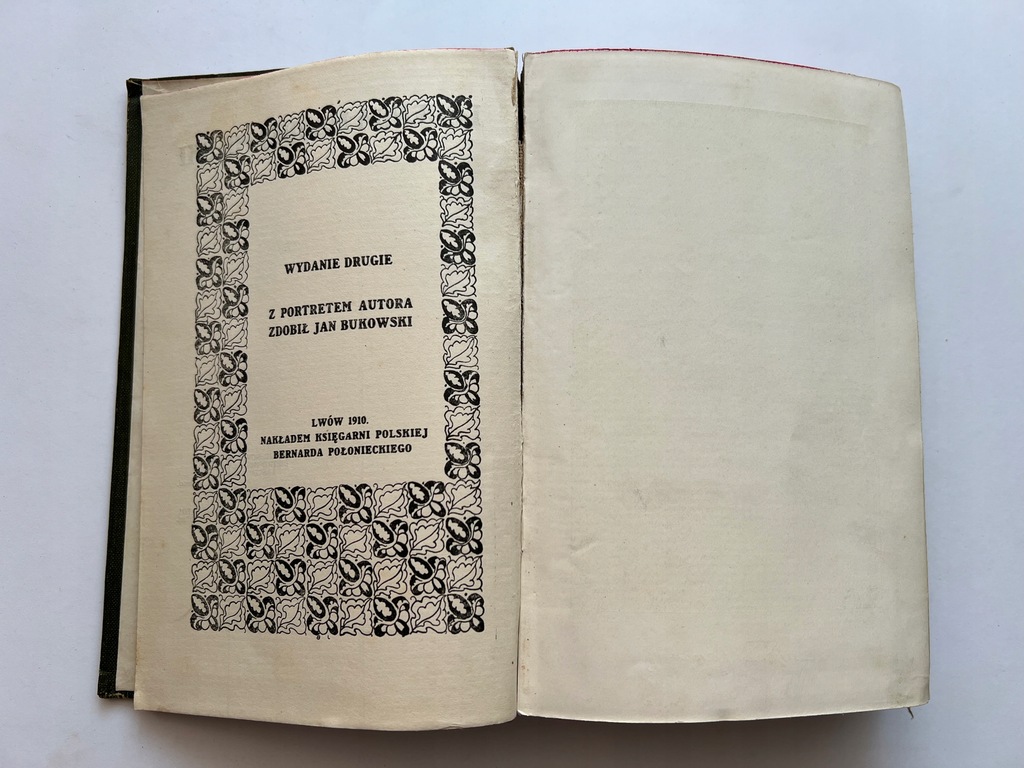 WYDANIE DRUGIE
Z PORTRETEM AUTORA
ZDOBIŁ JAN BUKOWSKI
LWÓW 1910.
NAKŁADEM KSIĘGARNI POLSKIEJ
BERNARDA POŁONIECKIEGO